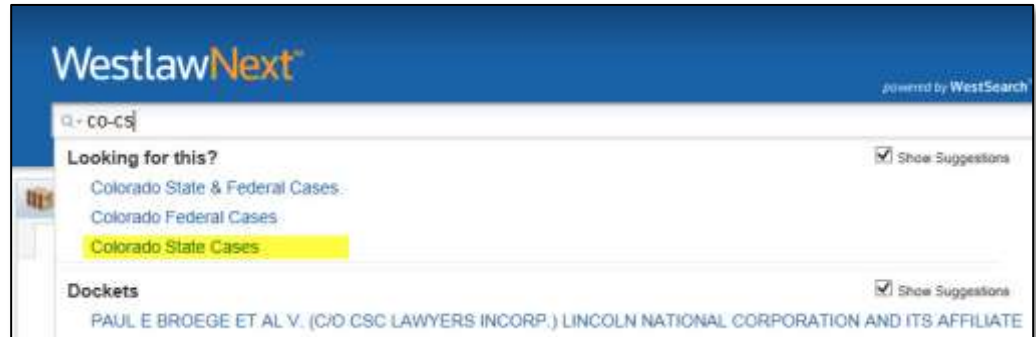 WestlawNext™
powered by WestSearch
co-cs
Looking for this?
Show Suggestions
Colorado State & Federal Cases
Colorado Federal Cases
Colorado State Cases
Dockets
Show Suggestions
PAUL E BROEGE ET AL V. (C/O CSC LAWYERS INCORP.) LINCOLN NATIONAL CORPORATION AND ITS AFFILIATE